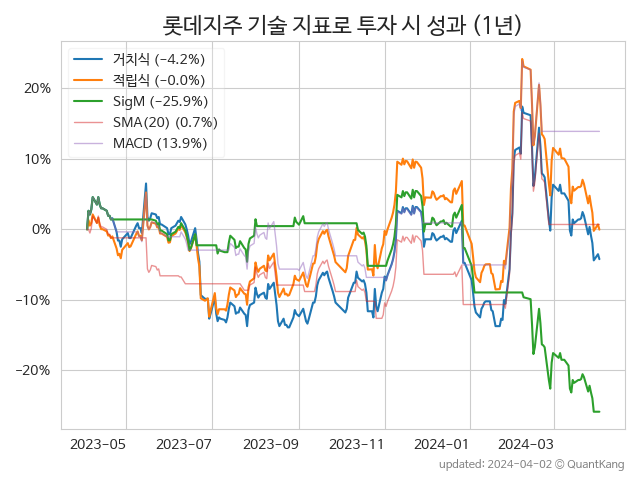 롯데지주 기술 지표로 투자 시 성과 (1년)
거치식 (−4.2%)
적립식 (−0.0%)
SigM (−25.9%)
SMA(20) (0.7%)
MACD (13.9%)
20%
10%
0%
−10%
−20%
2023-05
2023-07
2023-09
2023-11
2024-01
2024-03
updated: 2024-04-02 © QuantKang